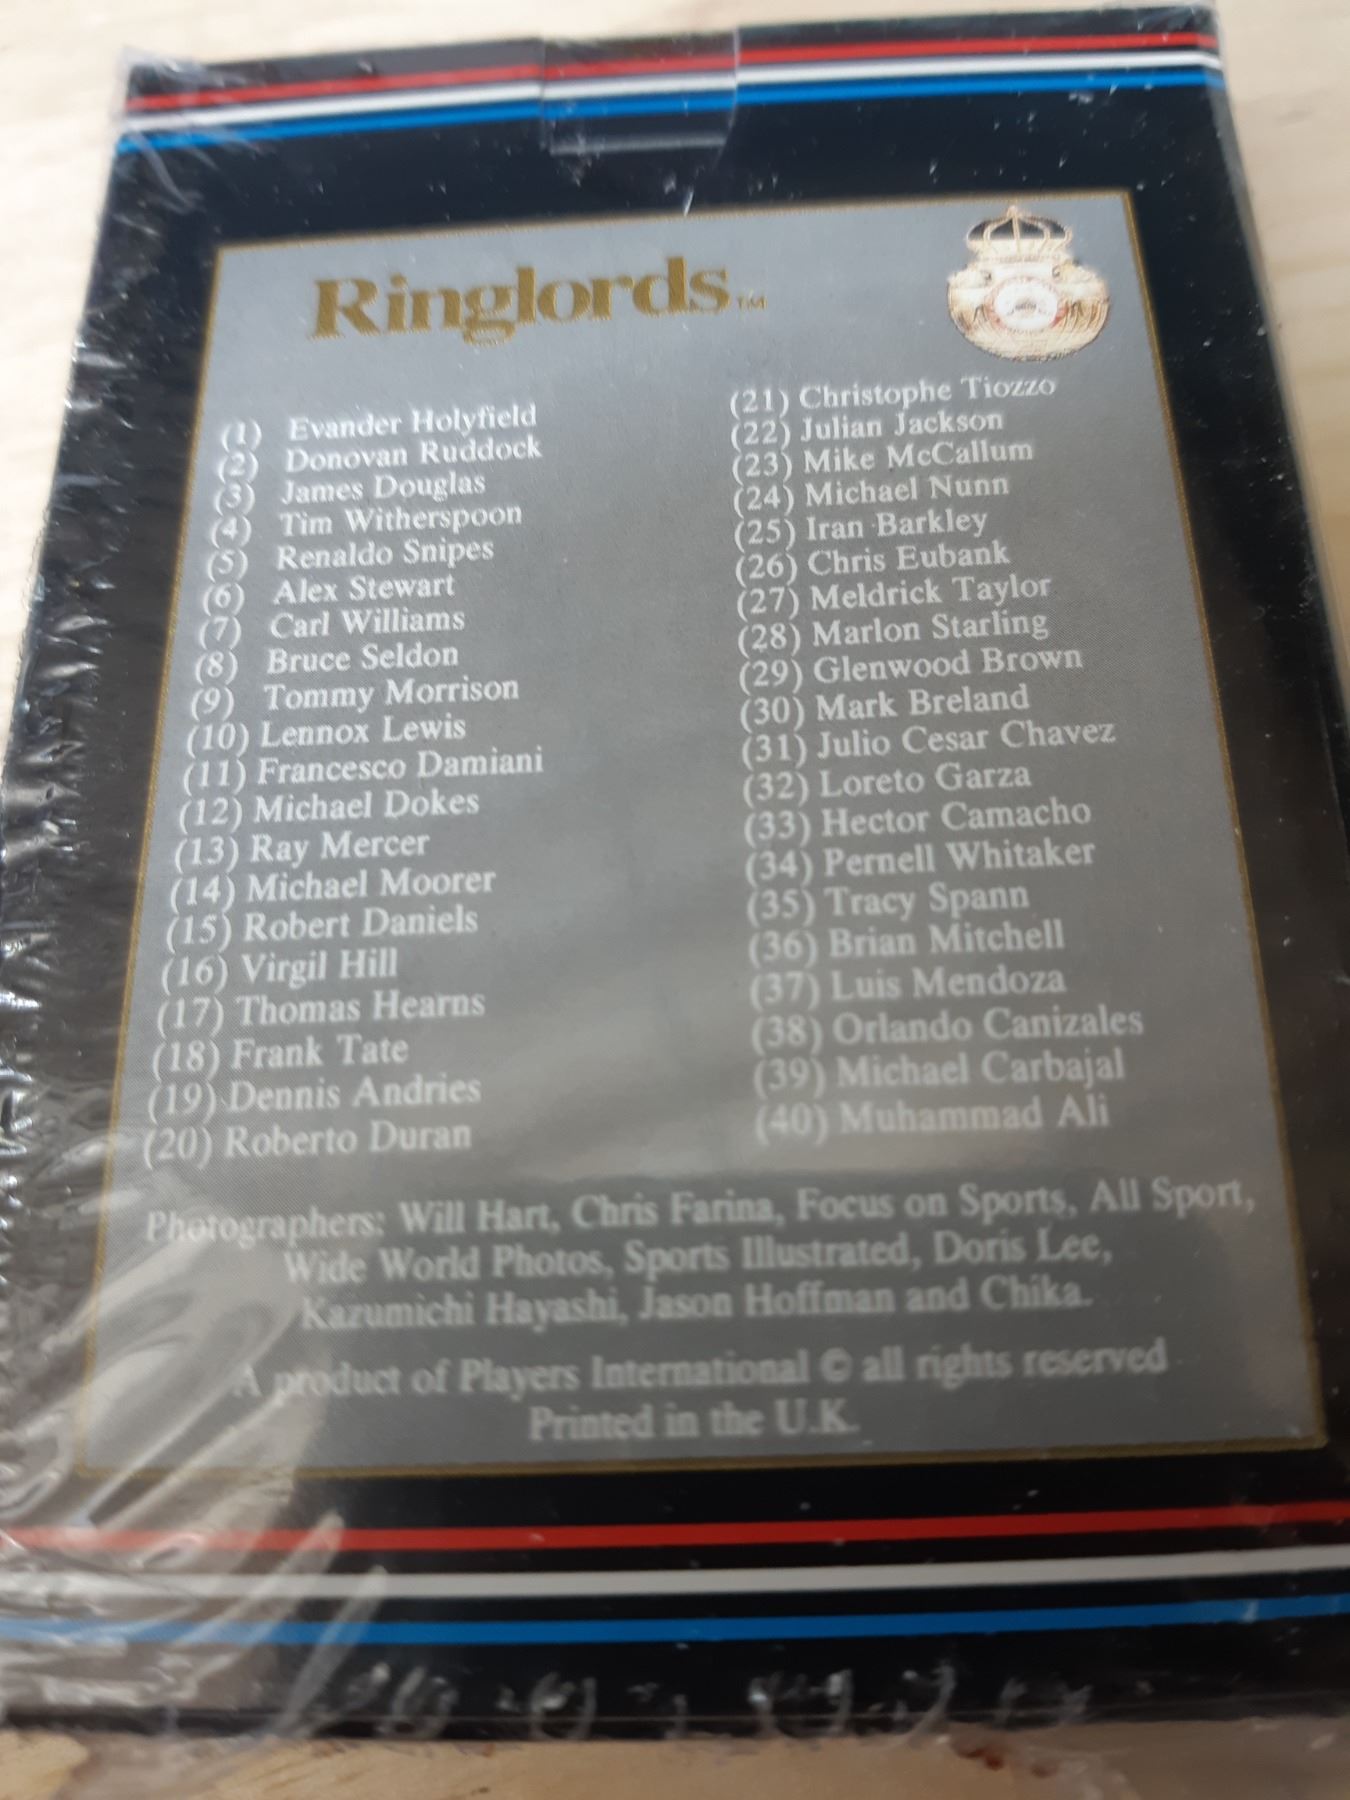 Ringlords™
(1) Evander Holyfield
(2) Donovan Ruddock
(3) James Douglas
(4) Tim Witherspoon
(5) Renaldo Snipes
(6) Alex Stewart
(7) Carl Williams
(8) Bruce Seldon
(9) Tommy Morrison
(10) Lennox Lewis
(11) Francesco Damiani
(12) Michael Dokes
(13) Ray Mercer
(14) Michael Moorer
(15) Robert Daniels
(16) Virgil Hill
(17) Thomas Hearns
(18) Frank Tate
(19) Dennis Andries
(20) Roberto Duran
(21) Christophe Tiozzo
(22) Julian Jackson
(23) Mike McCallum
(24) Michael Nunn
(25) Iran Barkley
(26) Chris Eubank
(27) Meldrick Taylor
(28) Marlon Starling
(29) Glenwood Brown
(30) Mark Breland
(31) Julio Cesar Chavez
(32) Loreto Garza
(33) Hector Camacho
(34) Pernell Whitaker
(35) Tracy Spann
(36) Brian Mitchell
(37) Luis Mendoza
(38) Orlando Canizales
(39) Michael Carbajal
(40) Muhammad Ali
Photographers: Will Hart, Chris Farina, Focus on Sports, All Sport,
Wide World Photos, Sports Illustrated, Doris Lee,
Kazumichi Hayashi, Jason Hoffman and Chika.
A product of Players International © all rights reserved
Printed in the U.K.